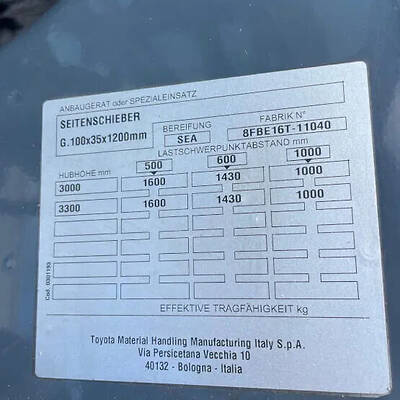 ANBAUGERÄT oder SPEZIALEINSATZ
SEITENSCHIEBER
G.100x35x1200mm
BEREIFUNG
SEA
FABRIK N°
8FBE16T-11040
LASTSCHWERPUNKTABSTAND mm
HUBHÖHE mm 500 600 1000
3000 1600 1430 1000
3300 1600 1430 1000
EFFEKTIVE TRAGFÄHIGKEIT kg
Cod. 0301193
Toyota Material Handling Manufacturing Italy S.p.A.
Via Persicetana Vecchia 10
40132 - Bologna - Italia